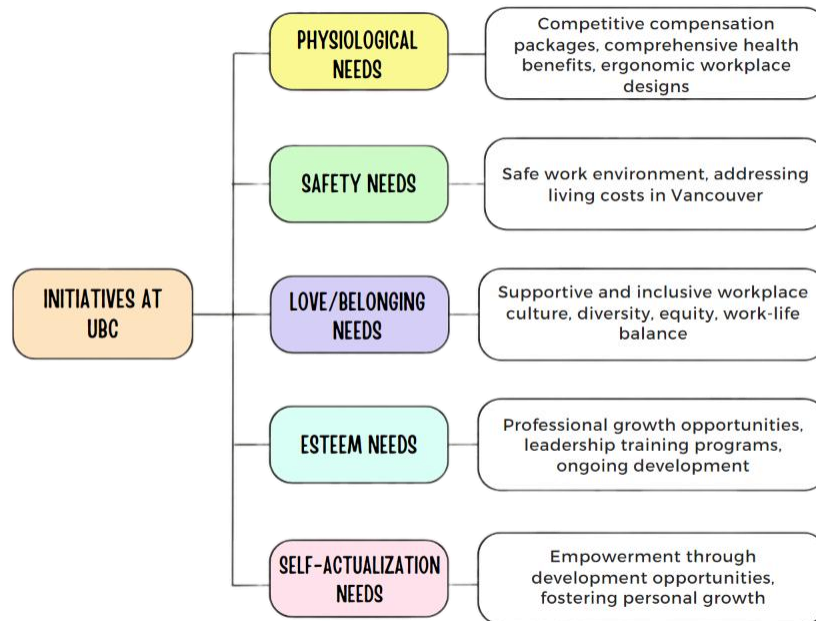 PHYSIOLOGICAL
NEEDS
Competitive compensation
packages, comprehensive health
benefits, ergonomic workplace
designs
SAFETY NEEDS
Safe work environment, addressing
living costs in Vancouver
INITIATIVES AT
UBC
LOVE/BELONGING
NEEDS
Supportive and inclusive workplace
culture, diversity, equity, work-life
balance
ESTEEM NEEDS
Professional growth opportunities,
leadership training programs,
ongoing development
SELF-ACTUALIZATION
NEEDS
Empowerment through
development opportunities,
fostering personal growth